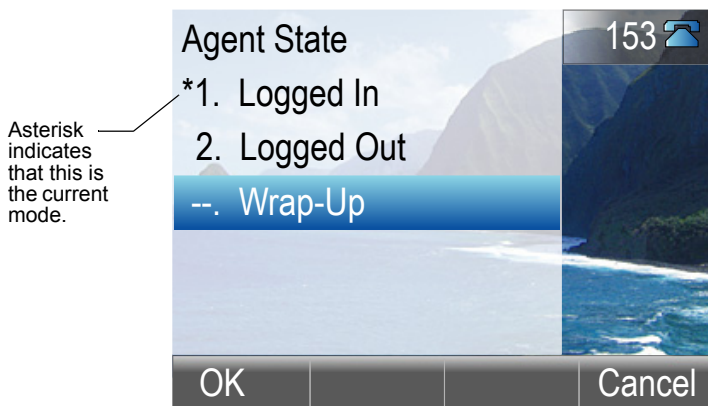 Agent State
153
*1. Logged In
2. Logged Out
--. Wrap-Up
OK
Cancel
Asterisk
indicates
that this is
the current
mode.